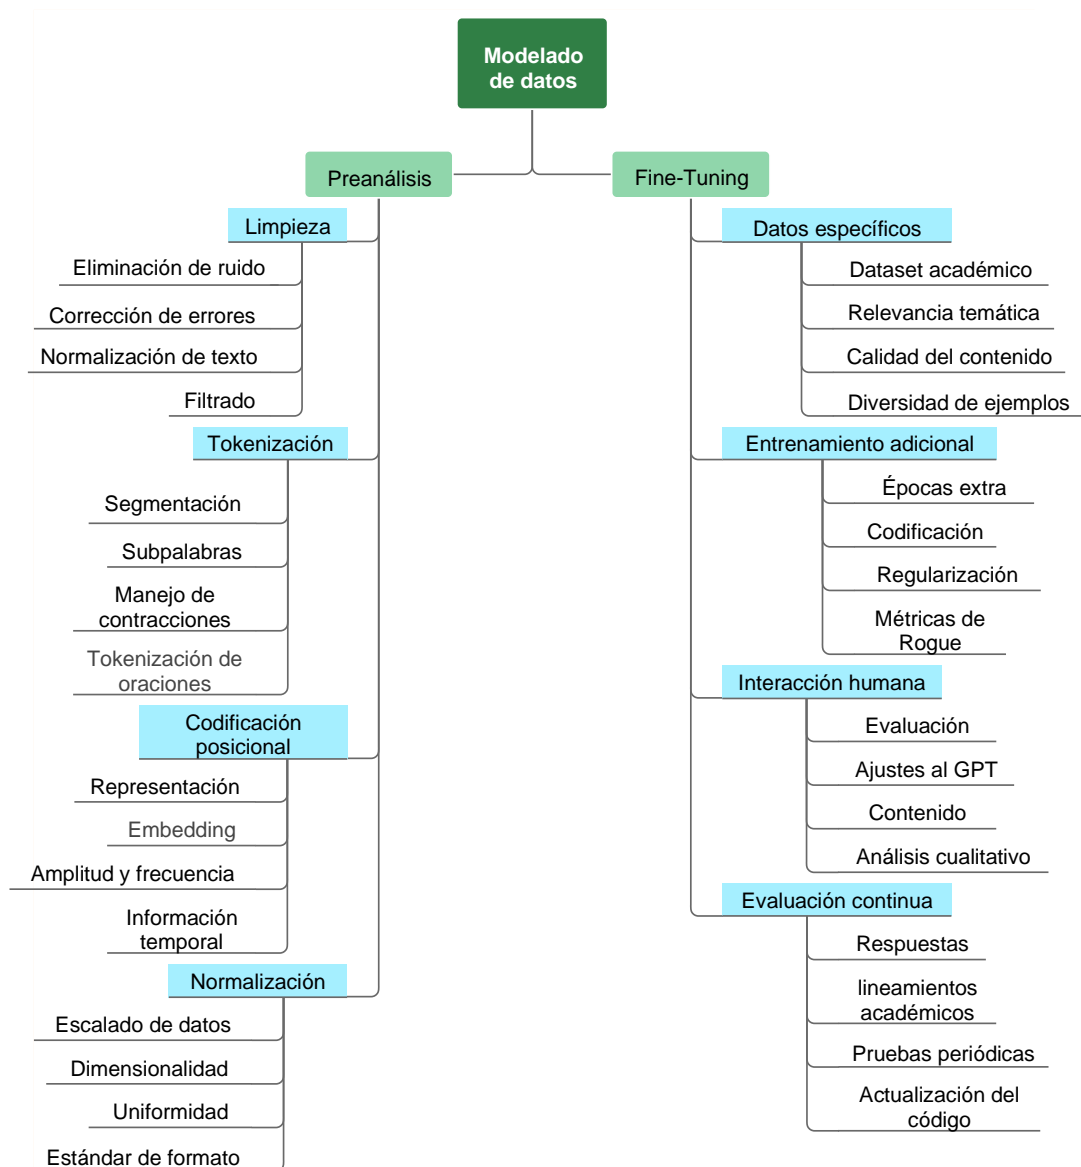 Modelado
de datos
Preanálisis
Limpieza
Eliminación de ruido
Corrección de errores
Normalización de texto
Filtrado
Tokenización
Segmentación
Subpalabras
Manejo de
contracciones
Tokenización de
oraciones
Codificación
posicional
Representación
Embedding
Amplitud y frecuencia
Información
temporal
Normalización
Escalado de datos
Dimensionalidad
Uniformidad
Estándar de formato
Fine-Tuning
Datos específicos
Dataset académico
Relevancia temática
Calidad del contenido
Diversidad de ejemplos
Entrenamiento adicional
Épocas extra
Codificación
Regularización
Métricas de
Rogue
Interacción humana
Evaluación
Ajustes al GPT
Contenido
Análisis cualitativo
Evaluación continua
Respuestas
lineamientos
académicos
Pruebas periódicas
Actualización del
código